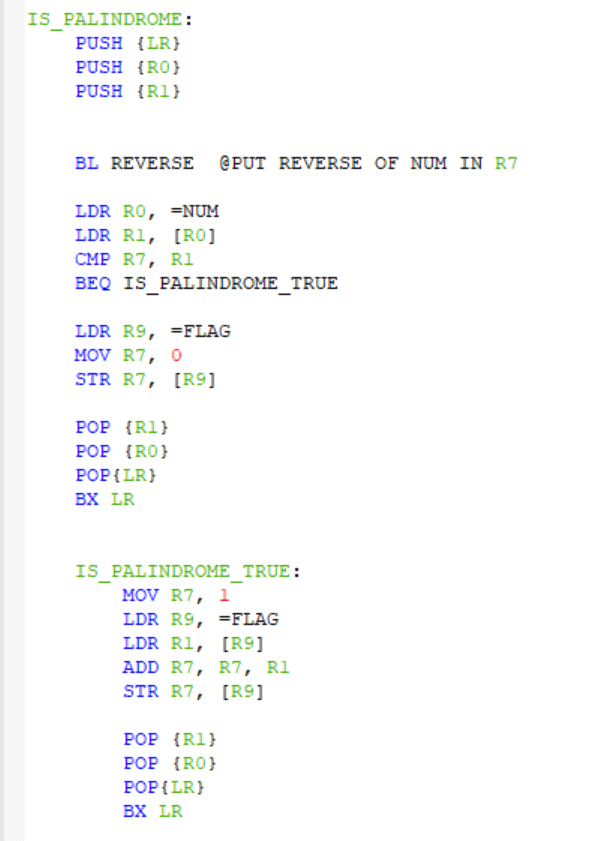 IS_PALINDROME:
PUSH {LR}
PUSH {R0}
PUSH {R1}
BL REVERSE  @PUT REVERSE OF NUM IN R7
LDR R0, =NUM
LDR R1, [R0]
CMP R7, R1
BEQ IS_PALINDROME_TRUE
LDR R9, =FLAG
MOV R7, 0
STR R7, [R9]
POP {R1}
POP {R0}
POP{LR}
BX LR
IS_PALINDROME_TRUE:
MOV R7, 1
LDR R9, =FLAG
LDR R1, [R9]
ADD R7, R7, R1
STR R7, [R9]
POP {R1}
POP {R0}
POP{LR}
BX LR